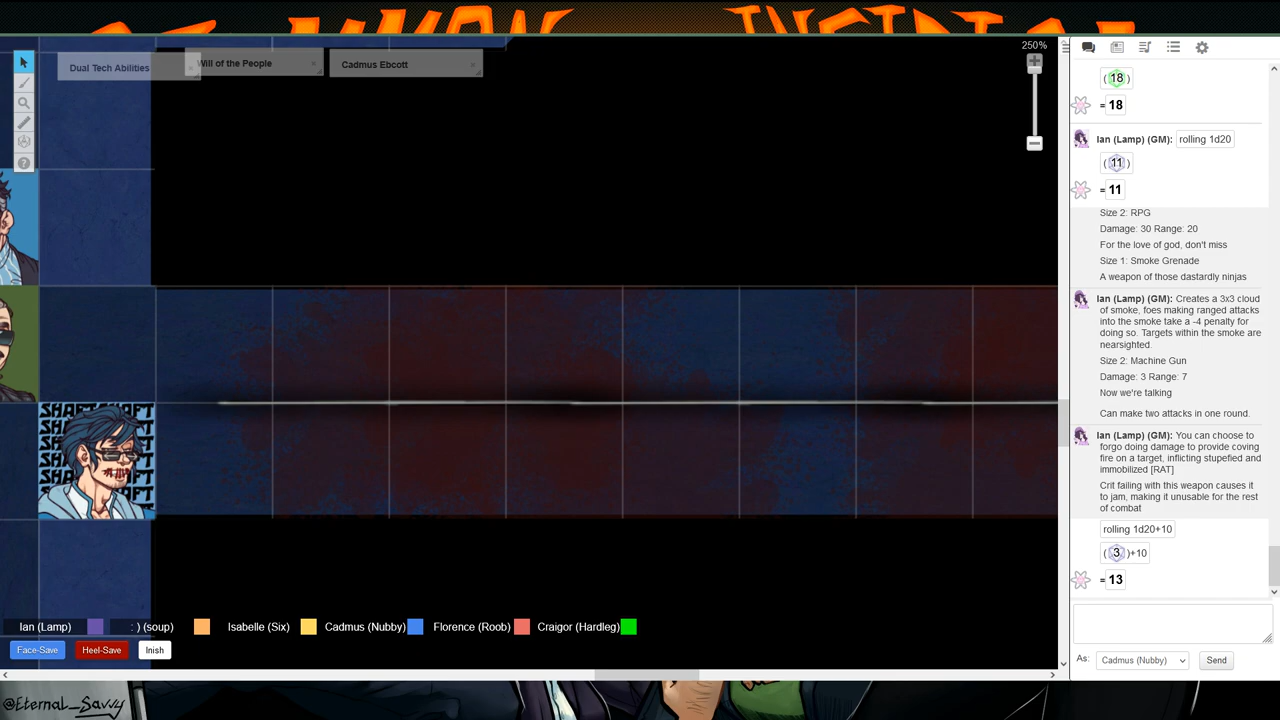 250%
Dual Tech Abilities
Will of the People
Cadmus Ebcott
(18)
=18
Ian (Lamp) (GM): rolling 1d20
(11)
=11
Size 2: RPG
Damage: 30 Range: 20
For the love of god, don't miss
Size 1: Smoke Grenade
A weapon of those dastardly ninjas
Ian (Lamp) (GM): Creates a 3x3 cloud
of smoke, foes making ranged attacks
into the smoke take a -4 penalty for
doing so. Targets within the smoke are
nearsighted.
Size 2: Machine Gun
Damage: 3 Range: 7
Now we're talking
Can make two attacks in one round.
Ian (Lamp) (GM): You can choose to
forgo doing damage to provide coving
fire on a target, inflicting stupefied and
immobilized [RAT]
Crit failing with this weapon causes it
to jam, making it unusable for the rest
of combat
rolling 1d20+10
(3)+10
=13
Ian (Lamp)
: ) (soup)
Isabelle (Six)
Cadmus (Nubby)
Florence (Roob)
Craigor (Hardleg)
Face-Save
Heel-Save
Inish
As:
Cadmus (Nubby)
Send
@Eternal_Savvy